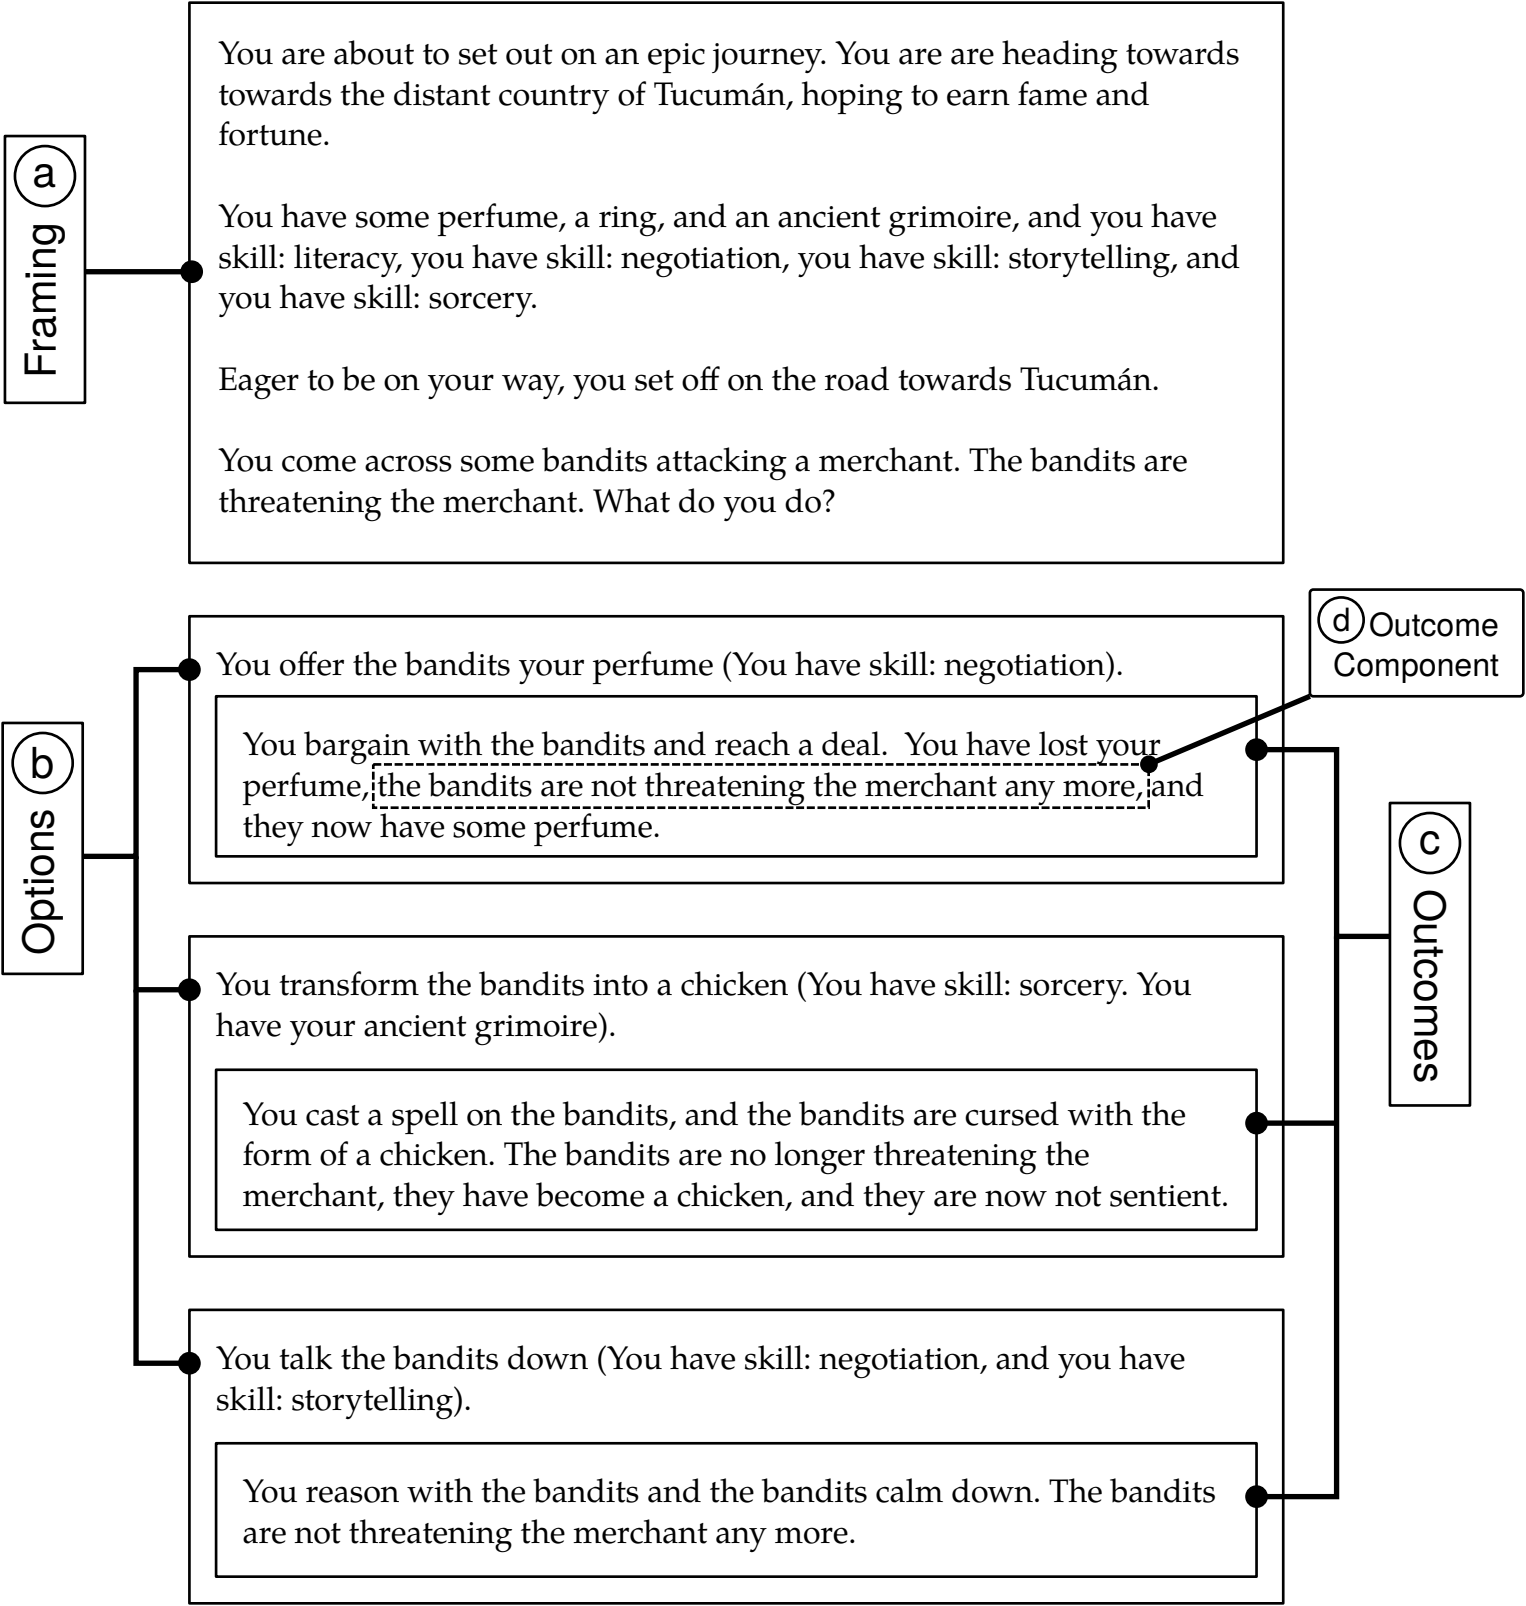 You are about to set out on an epic journey. You are are heading towards
towards the distant country of Tucumán, hoping to earn fame and
fortune.
You have some perfume, a ring, and an ancient grimoire, and you have
skill: literacy, you have skill: negotiation, you have skill: storytelling, and
you have skill: sorcery.
Eager to be on your way, you set off on the road towards Tucumán.
You come across some bandits attacking a merchant. The bandits are
threatening the merchant. What do you do?
a Framing
d Outcome
Component
You offer the bandits your perfume (You have skill: negotiation).
You bargain with the bandits and reach a deal.  You have lost your
perfume, the bandits are not threatening the merchant any more, and
they now have some perfume.
b Options
c Outcomes
You transform the bandits into a chicken (You have skill: sorcery. You
have your ancient grimoire).
You cast a spell on the bandits, and the bandits are cursed with the
form of a chicken. The bandits are no longer threatening the
merchant, they have become a chicken, and they are now not sentient.
You talk the bandits down (You have skill: negotiation, and you have
skill: storytelling).
You reason with the bandits and the bandits calm down. The bandits
are not threatening the merchant any more.